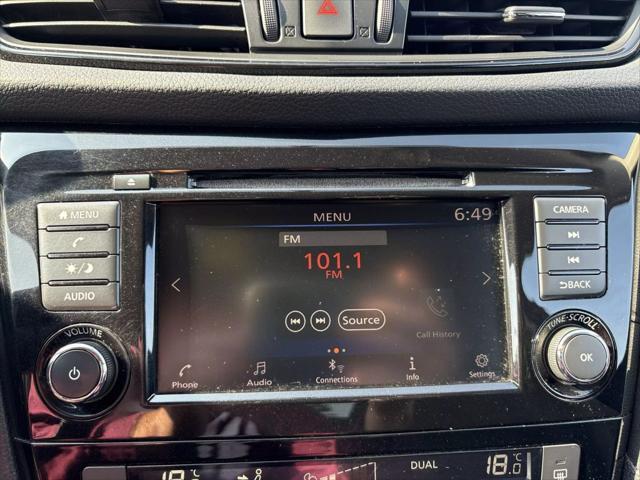 MENU
CAMERA
MENU 6:49
FM
101.1
FM
BACK
AUDIO
VOLUME
TUNE·SCROLL
Source
Call History
OK
Phone Audio Connections Info Settings
18°C DUAL 18.0°C